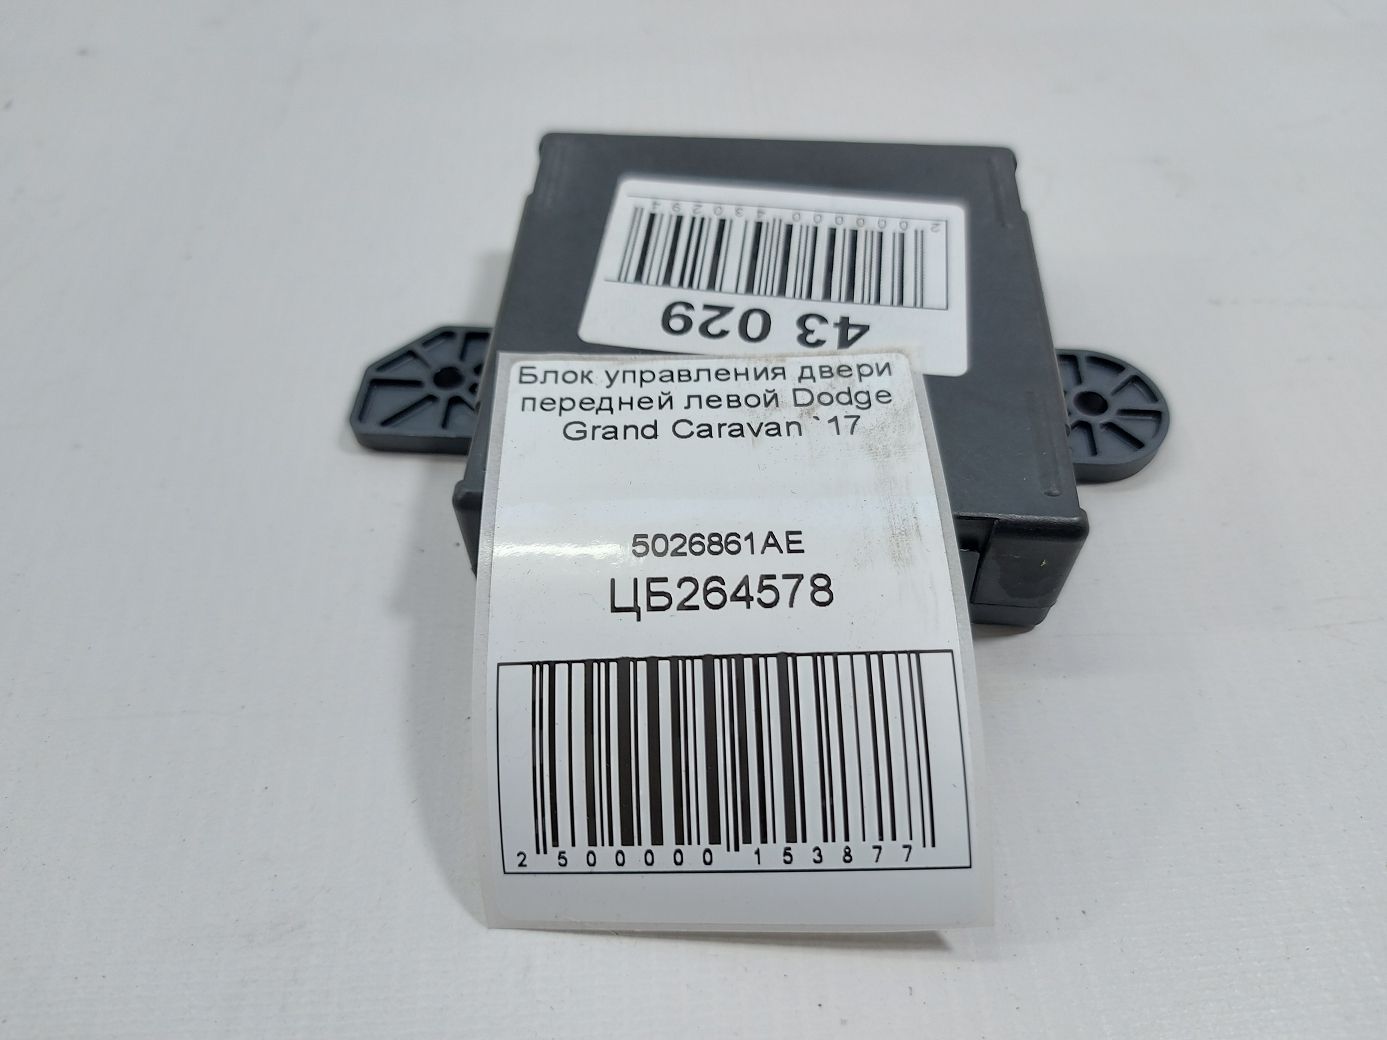 43 029
2 000000 430294
Блок управления двери
передней левой Dodge
Grand Caravan `17
5026861AE
ЦБ264578
2 500000 153877